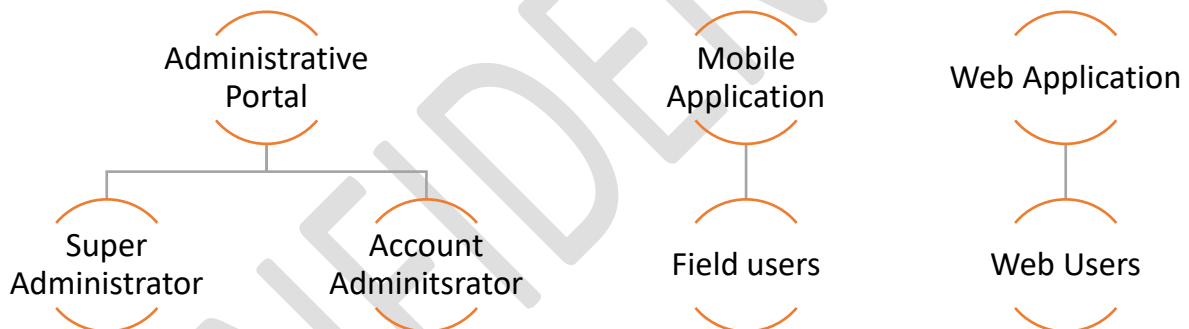 Administrative
Portal
Mobile
Application
Web Application
Super
Administrator
Account
Adminitsrator
Field users
Web Users